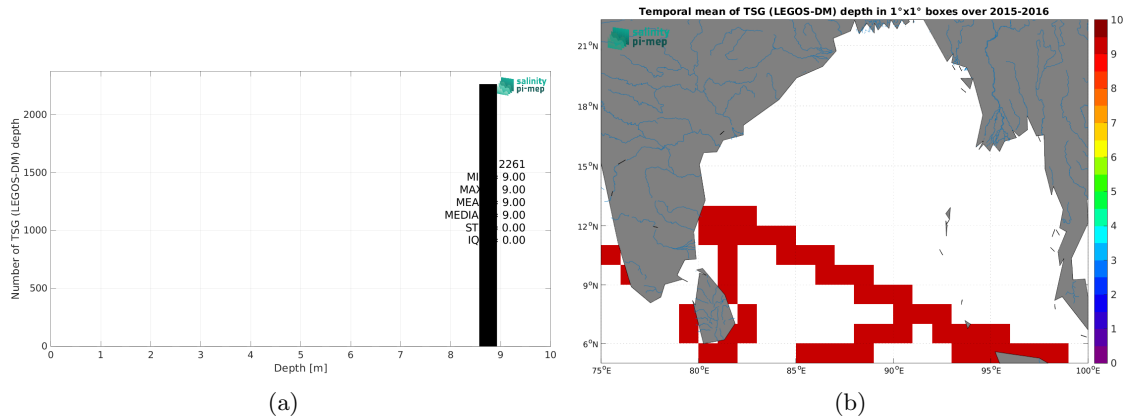 Temporal mean of TSG (LEGOS-DM) depth in 1°x1° boxes over 2015-2016
salinity
pi-mep
2000
1500
1000
500
0
Number of TSG (LEGOS-DM) depth
2261
MI = 9.00
MAX = 9.00
MEA = 9.00
MEDIA = 9.00
ST 0.00
IQ = 0.00
0 1 2 3 4 5 6 7 8 9 10
Depth [m]
(a)
salinity
pi-mep
21°N
18°N
15°N
12°N
9°N
6°N
75°E 80°E 85°E 90°E 95°E 100°E
10
9
8
7
6
5
4
3
2
1
0
(b)